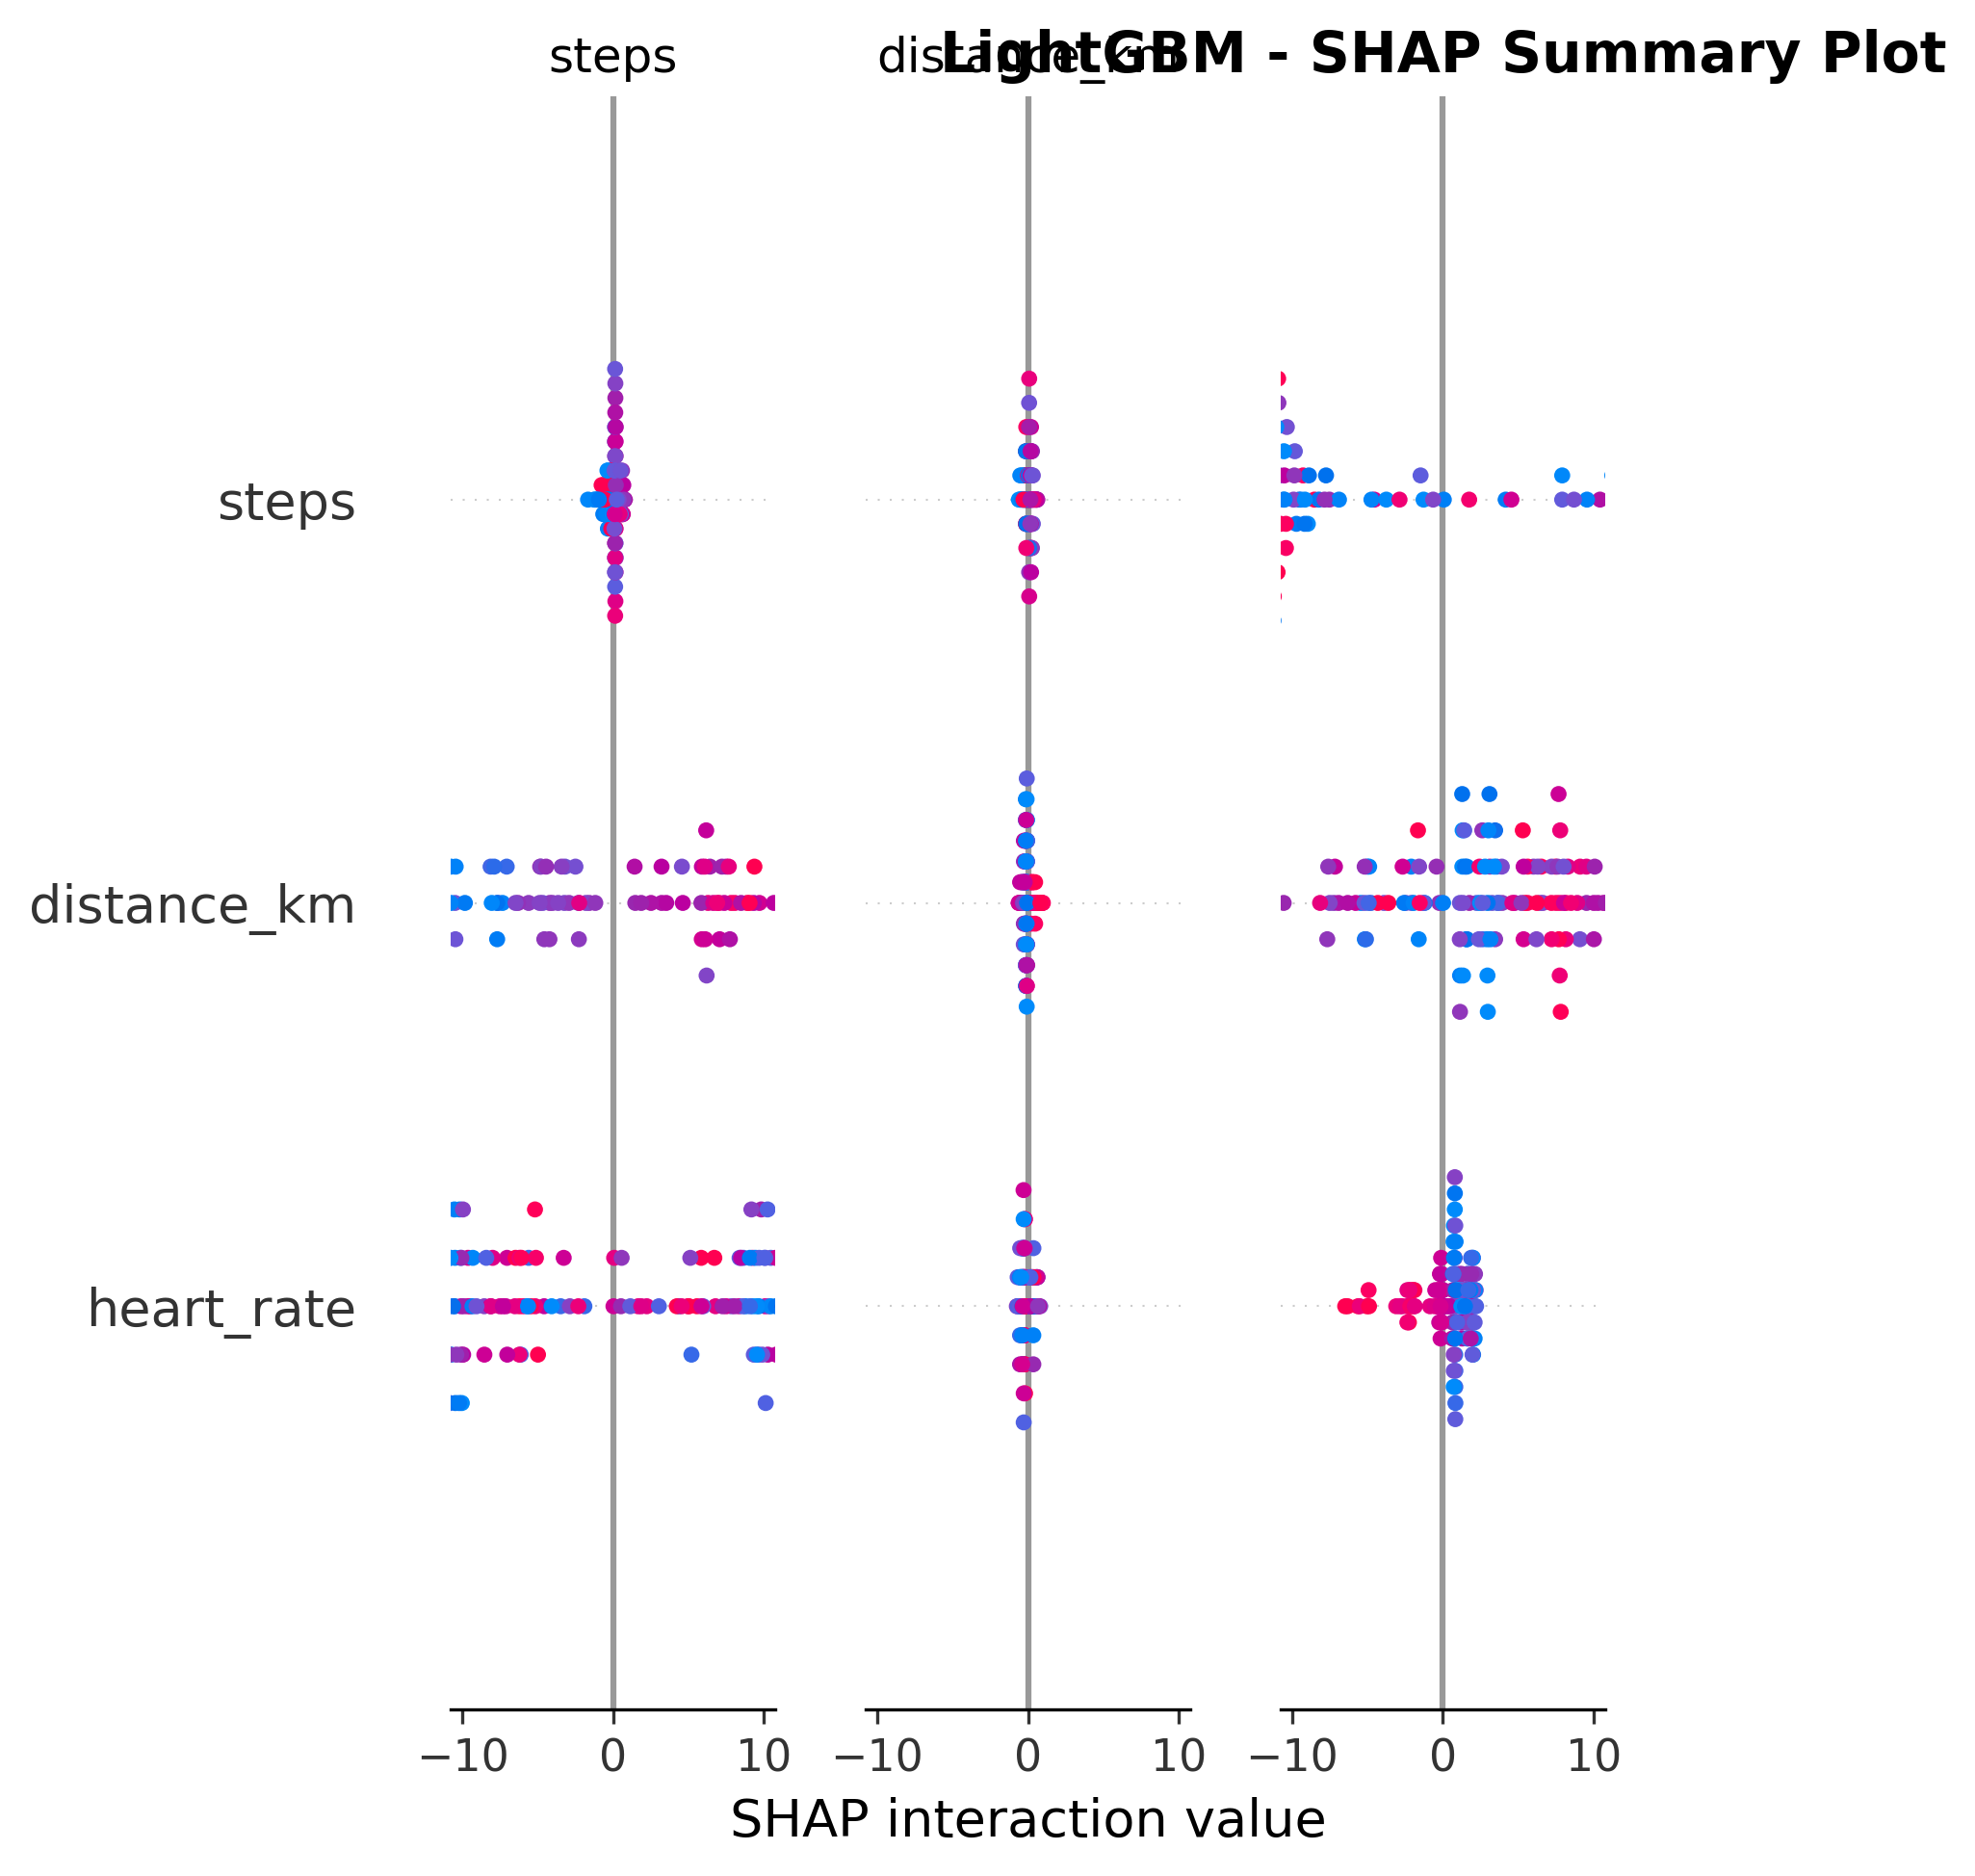 steps
distance_km
LightGBM - SHAP Summary Plot
steps
distance_km
heart_rate
−10 0 10 −10 0 10 −10 0 10
SHAP interaction value